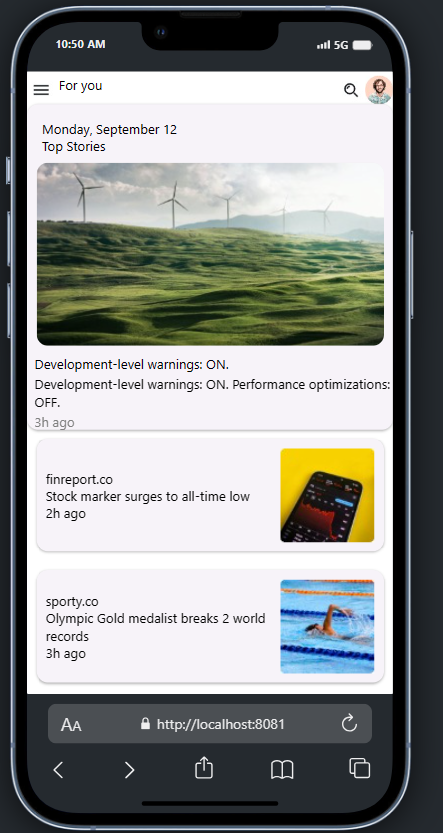 10:50 AM
5G
For you
Monday, September 12
Top Stories
Development-level warnings: ON.
Development-level warnings: ON. Performance optimizations:
OFF.
3h ago
finreport.co
Stock marker surges to all-time low
2h ago
sporty.co
Olympic Gold medalist breaks 2 world
records
3h ago
AA
http://localhost:8081